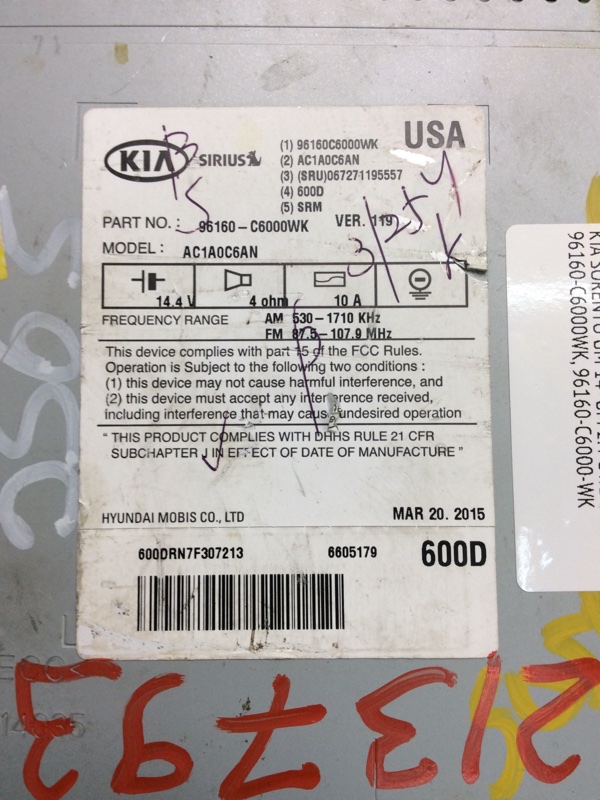 71
KIA SIRIUS
USA
(1) 96160C6000WK
(2) AC1A0C6AN
(3) (SRU)067271195557
(4) 600D
(5) SRM
PART NO. : 96160-C6000WK VER. 119
MODEL : AC1A0C6AN
3/25
K
14.4 V 4 ohm 10 A
FREQUENCY RANGE AM 530-1710 KHz
FM 87.5-107.9 MHz
This device complies with part 15 of the FCC Rules.
Operation is Subject to the following two conditions :
(1) this device may not cause harmful interference, and
(2) this device must accept any interference received,
including interference that may cause undesired operation
" THIS PRODUCT COMPLIES WITH DHHS RULE 21 CFR
SUBCHAPTER J IN EFFECT OF DATE OF MANUFACTURE "
HYUNDAI MOBIS CO., LTD MAR 20. 2015
600DRN7F307213 6605179 600D
96160-C6000WK, 96160-C6000-WK